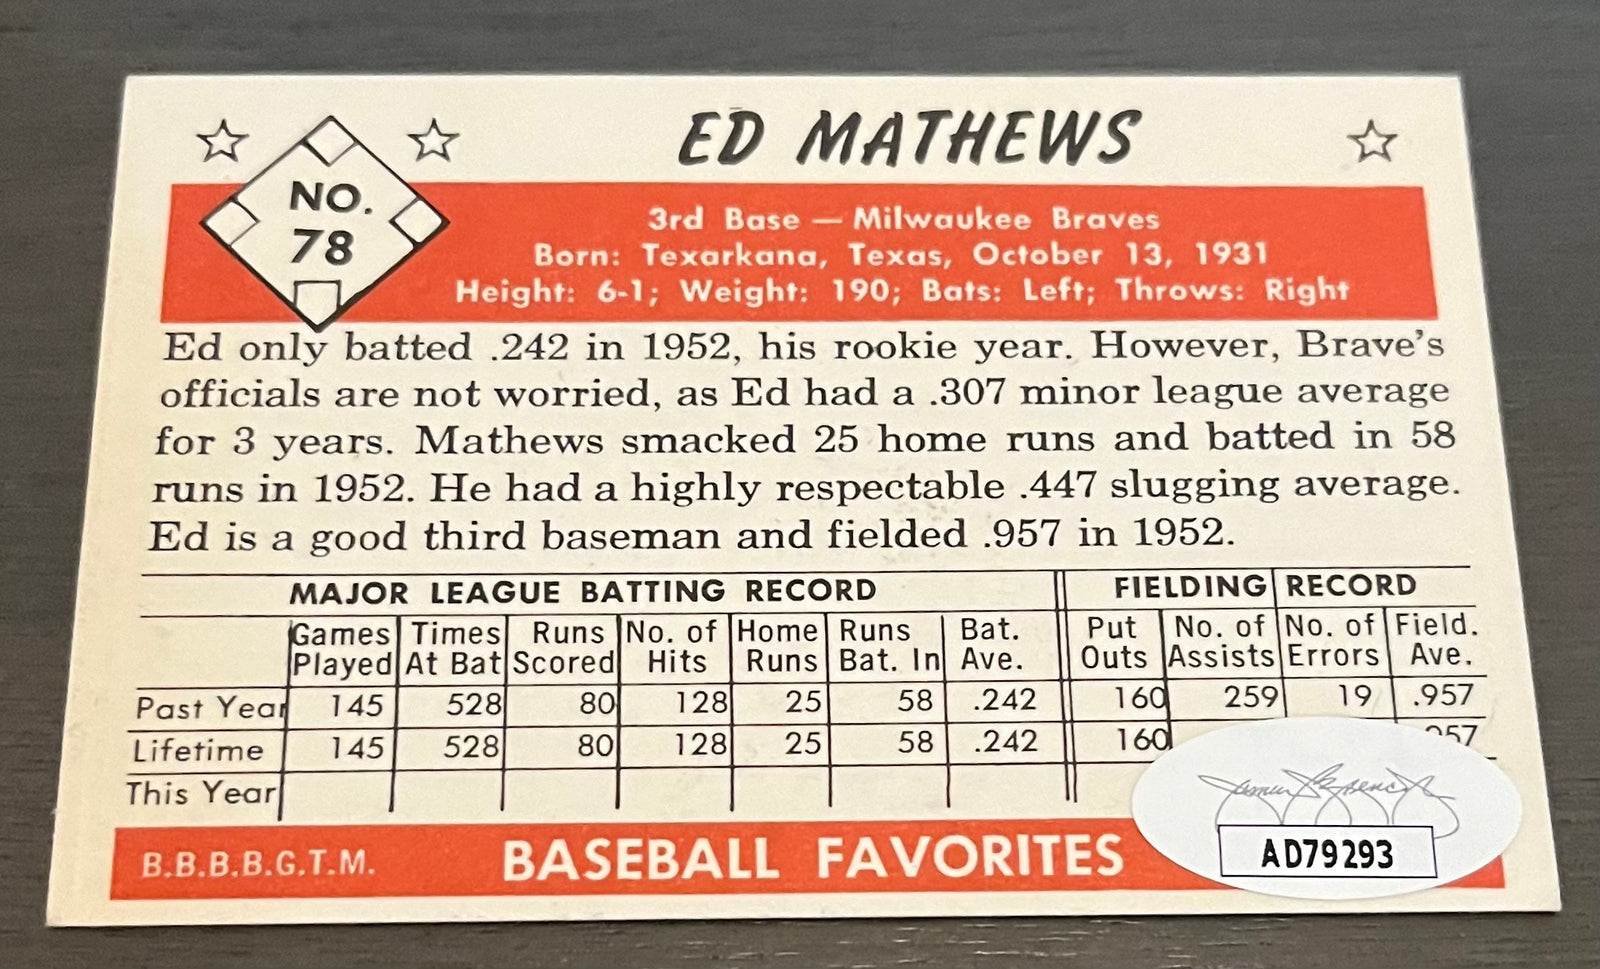 ED MATHEWS
NO.
78
3rd Base — Milwaukee Braves
Born: Texarkana, Texas, October 13, 1931
Height: 6-1; Weight: 190; Bats: Left; Throws: Right
Ed only batted .242 in 1952, his rookie year. However, Brave's
officials are not worried, as Ed had a .307 minor league average
for 3 years. Mathews smacked 25 home runs and batted in 58
runs in 1952. He had a highly respectable .447 slugging average.
Ed is a good third baseman and fielded .957 in 1952.
MAJOR LEAGUE BATTING RECORD FIELDING RECORD
Games Times Runs No. of Home Runs Bat. Put No. of No. of Field.
Played At Bat Scored Hits Runs Bat. In Ave. Outs Assists Errors Ave.
Past Year 145 528 80 128 25 58 .242 160 259 19 .957
Lifetime 145 528 80 128 25 58 .242 160
This Year
B.B.B.B.G.T.M. BASEBALL FAVORITES
AD79293